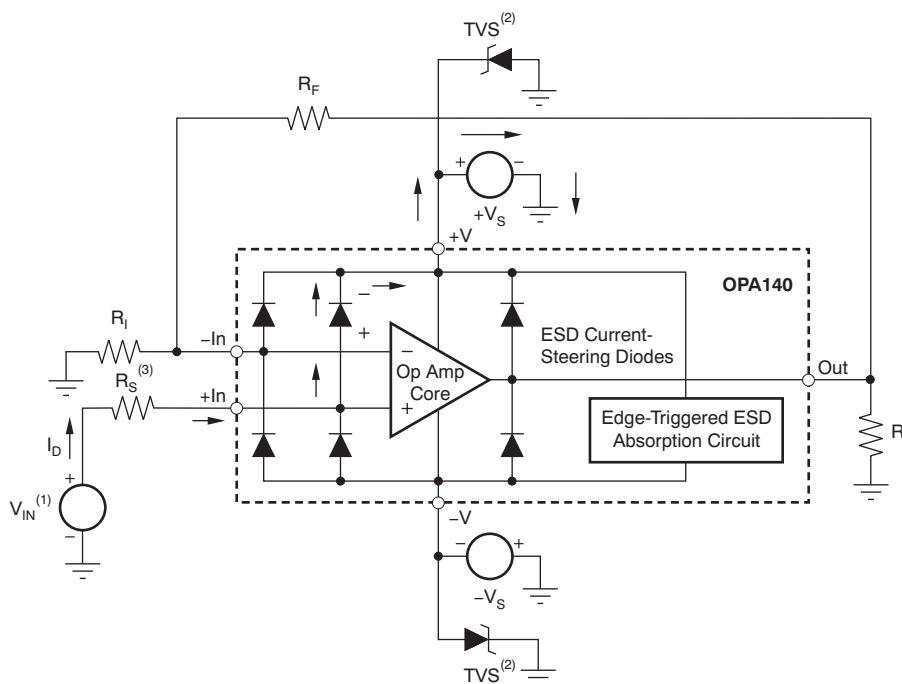 TVS(2)
RF
+ −
+VS
+V
OPA140
−
+
RI
−In
ESD Current-
Steering Diodes
−
Op Amp
Core
+
Out
RS(3)
+In
Edge-Triggered ESD
Absorption Circuit
R
ID
+
VIN(1)
−
−V
− +
−VS
TVS(2)